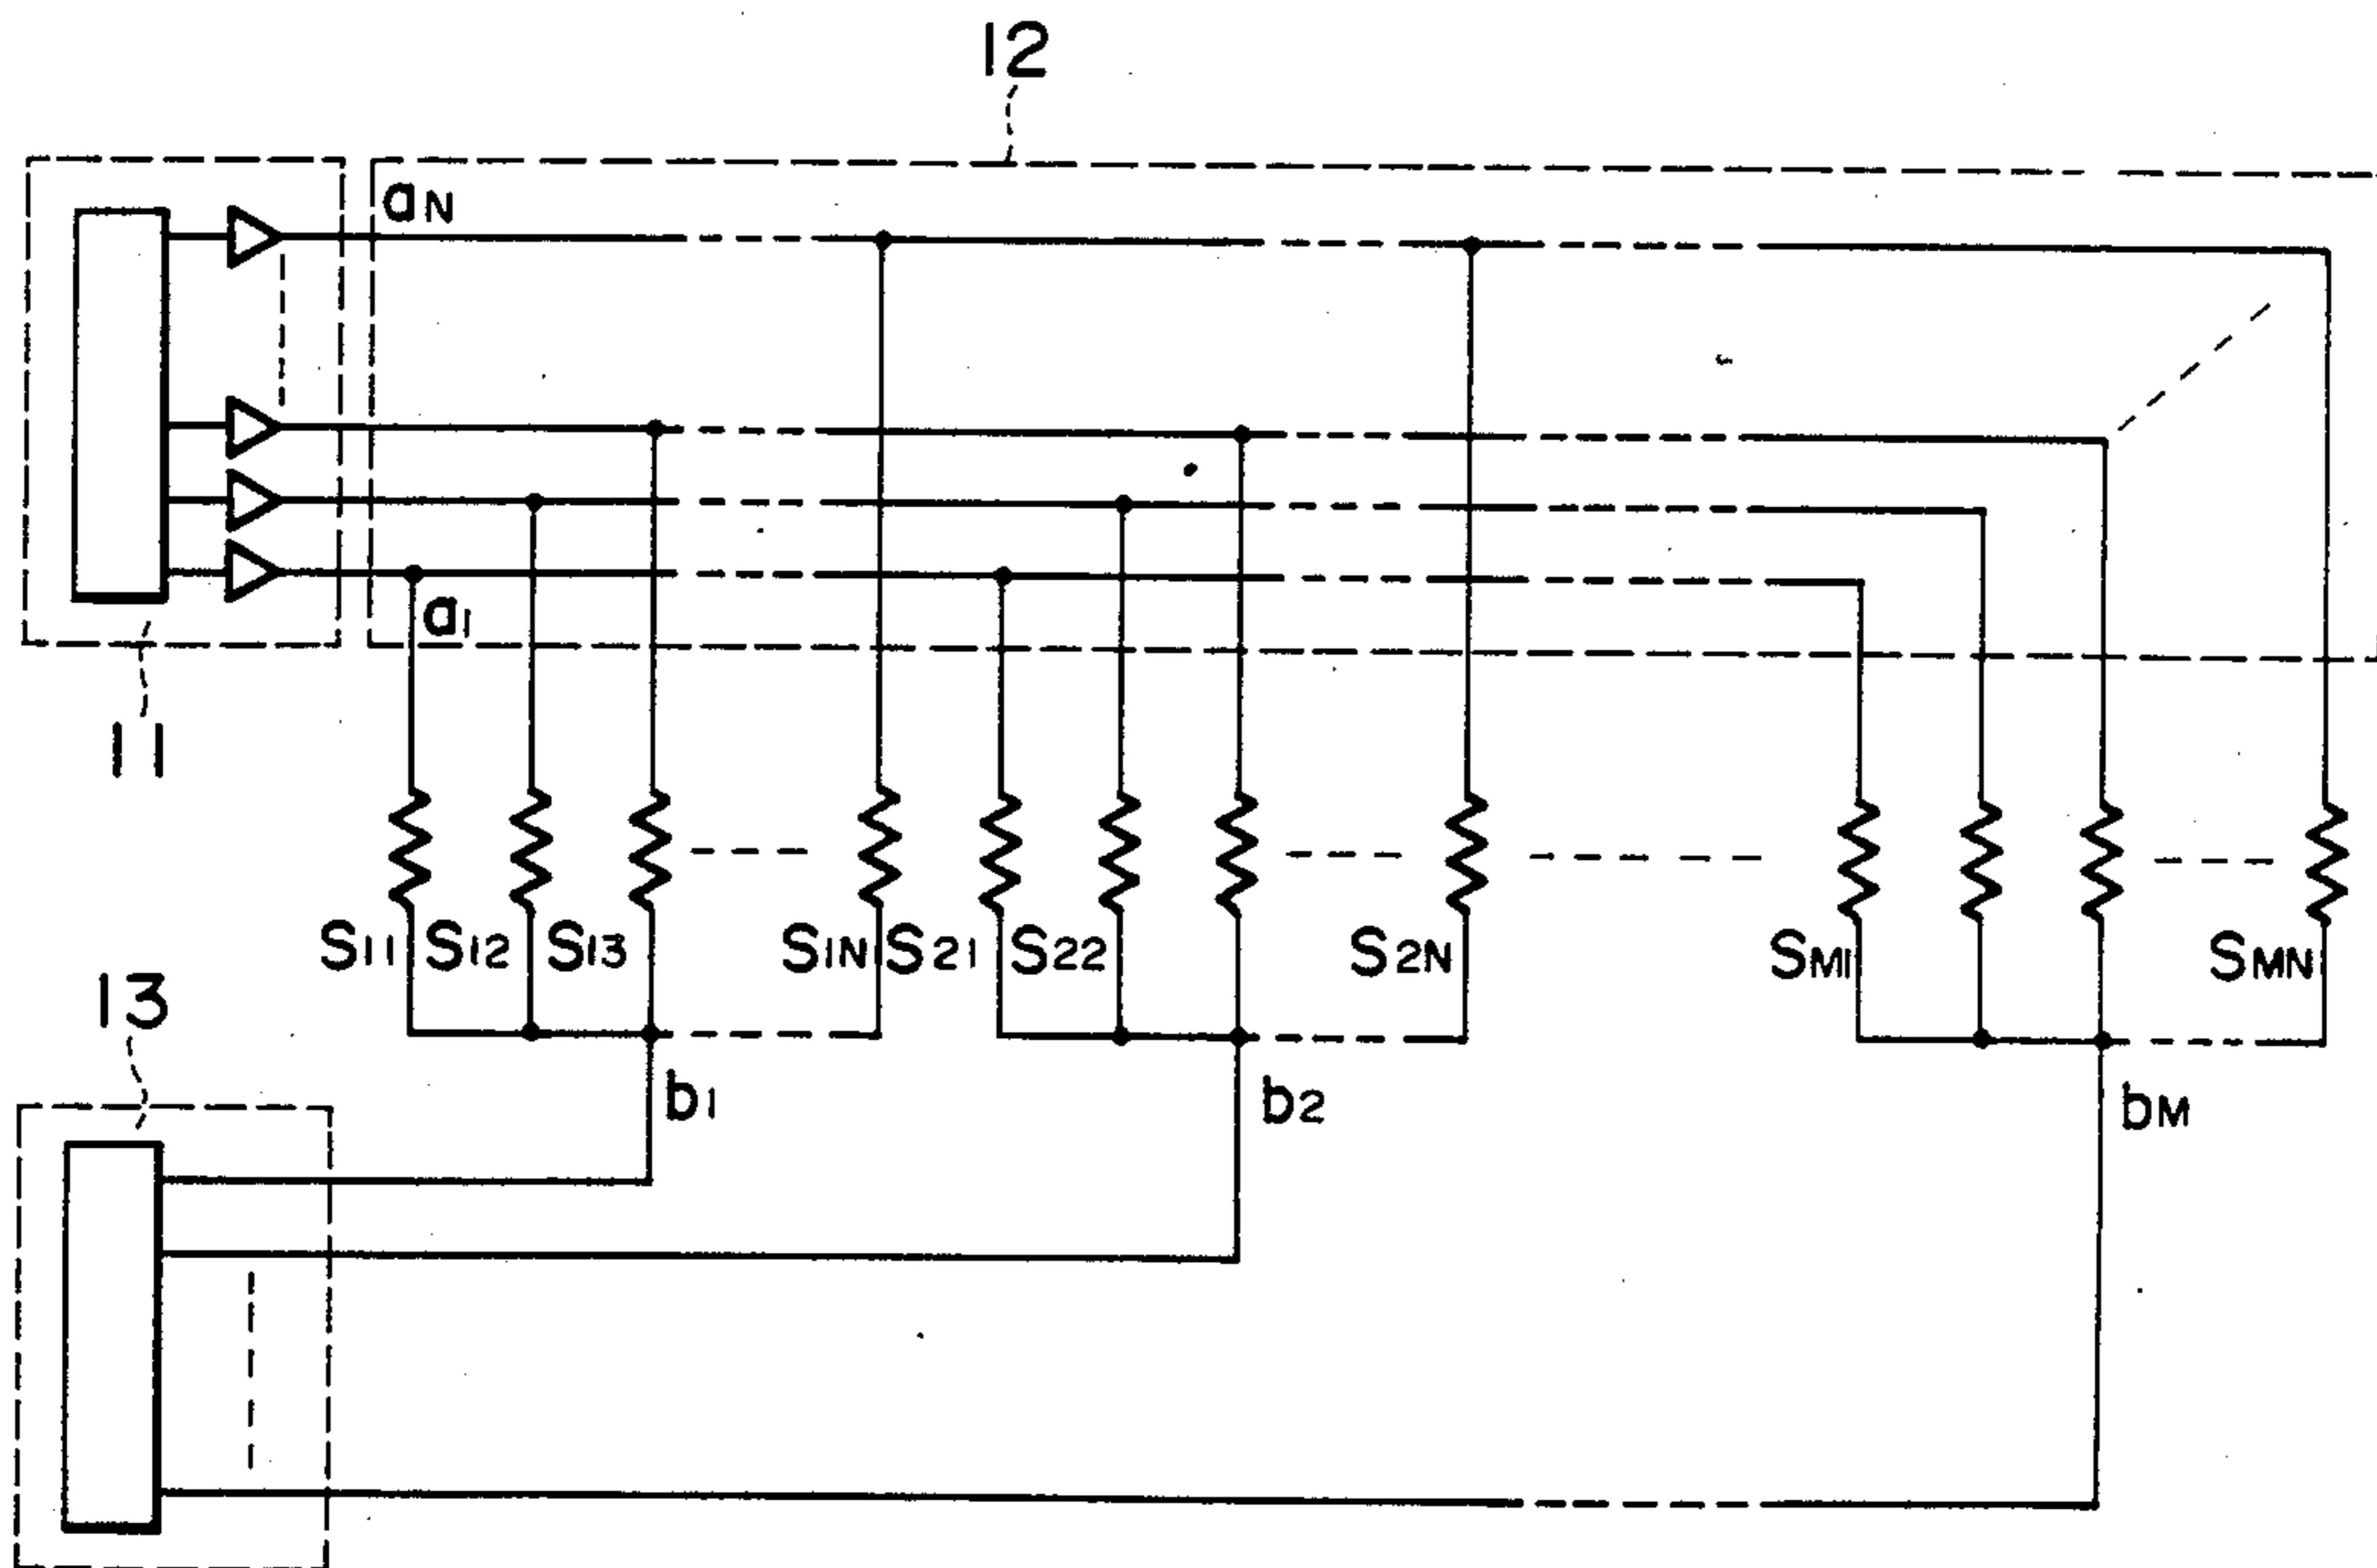 12
aN
a1
11
S11 S12 S13 S1N S21 S22 S2N SM1 SMN
13
b1 b2 bM